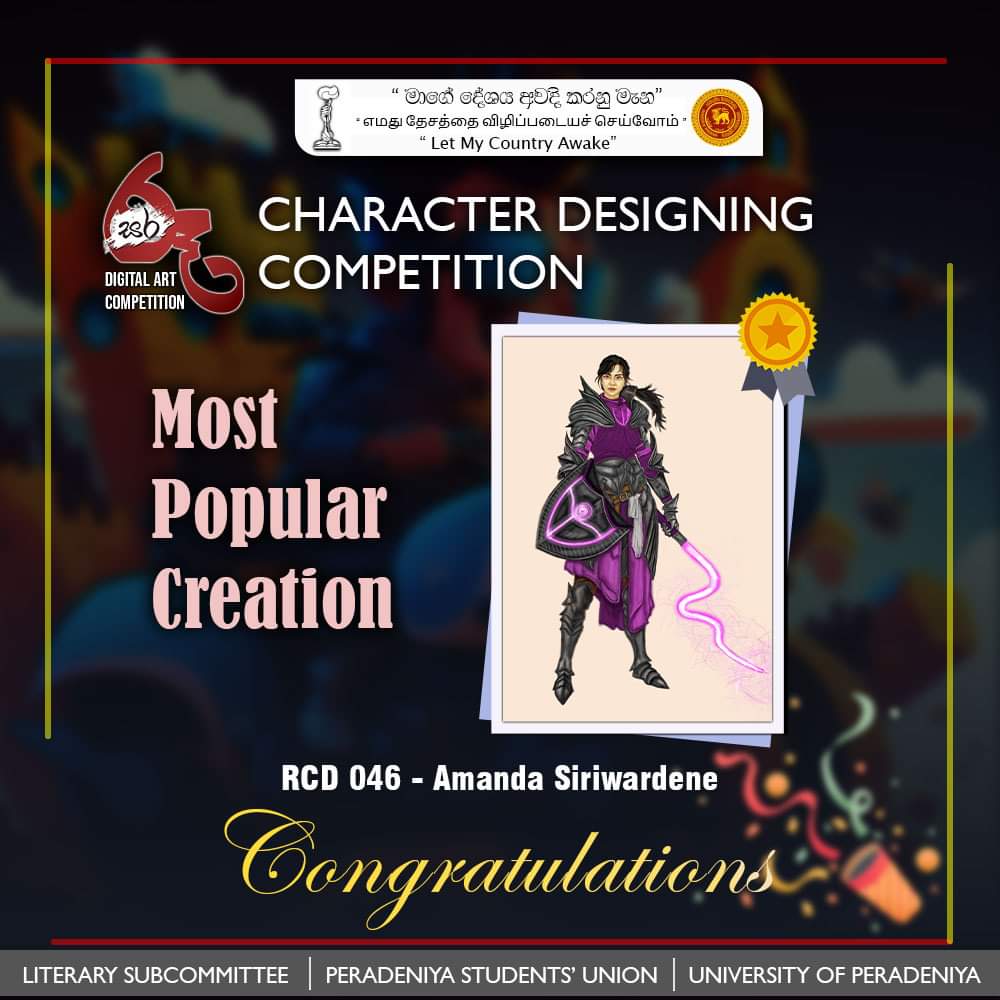 “ මාගේ දේශය අවදි කරනු මැන”
“ எமது தேசத்தை விழிப்படையச் செய்வோம் ”
“ Let My Country Awake”
රූ
සර
DIGITAL ART
COMPETITION
CHARACTER DESIGNING
COMPETITION
Most
Popular
Creation
RCD 046 - Amanda Siriwardene
Congratulations
LITERARY SUBCOMMITTEE | PERADENIYA STUDENTS’ UNION | UNIVERSITY OF PERADENIYA